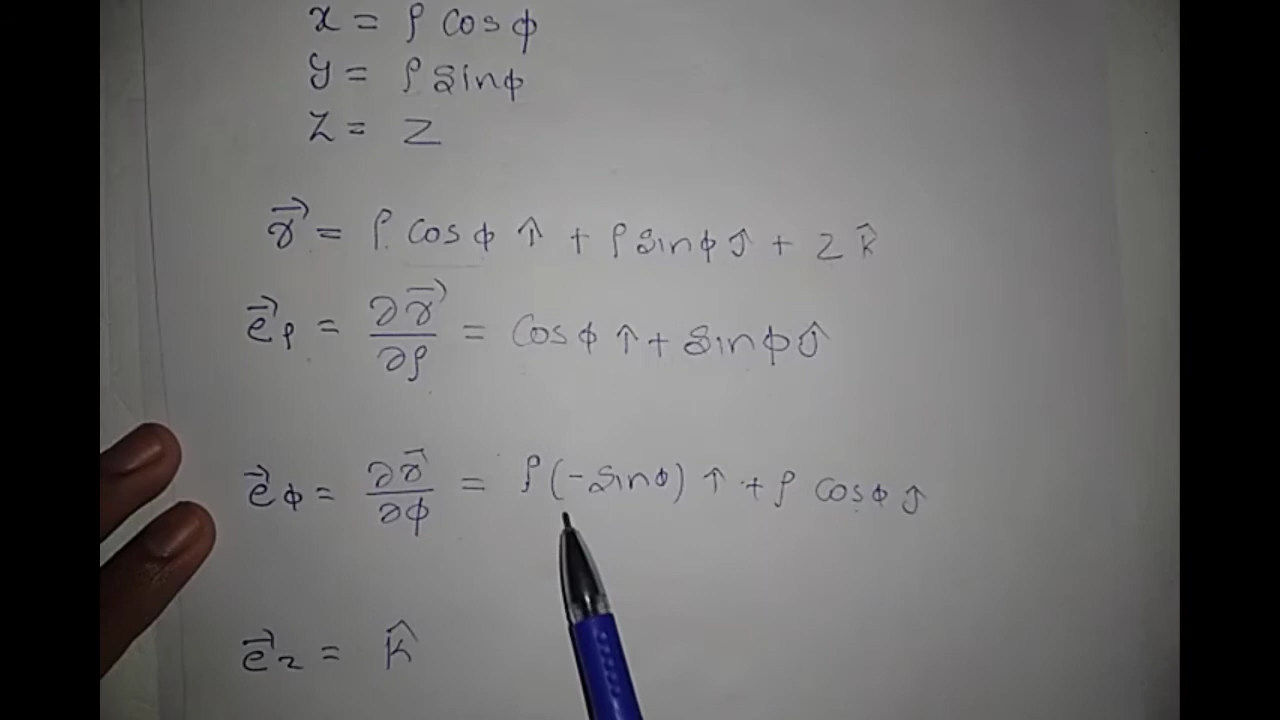 x = ρ cos ϕ
y = ρ sin ϕ
z = z
r⃗ = ρ cos ϕ î + ρ sin ϕ ĵ + z k̂
e⃗ρ = ∂r⃗/∂ρ = cos ϕ î + sin ϕ ĵ
e⃗ϕ = ∂r⃗/∂ϕ = ρ(-sin ϕ) î + ρ cos ϕ ĵ
e⃗z = k̂